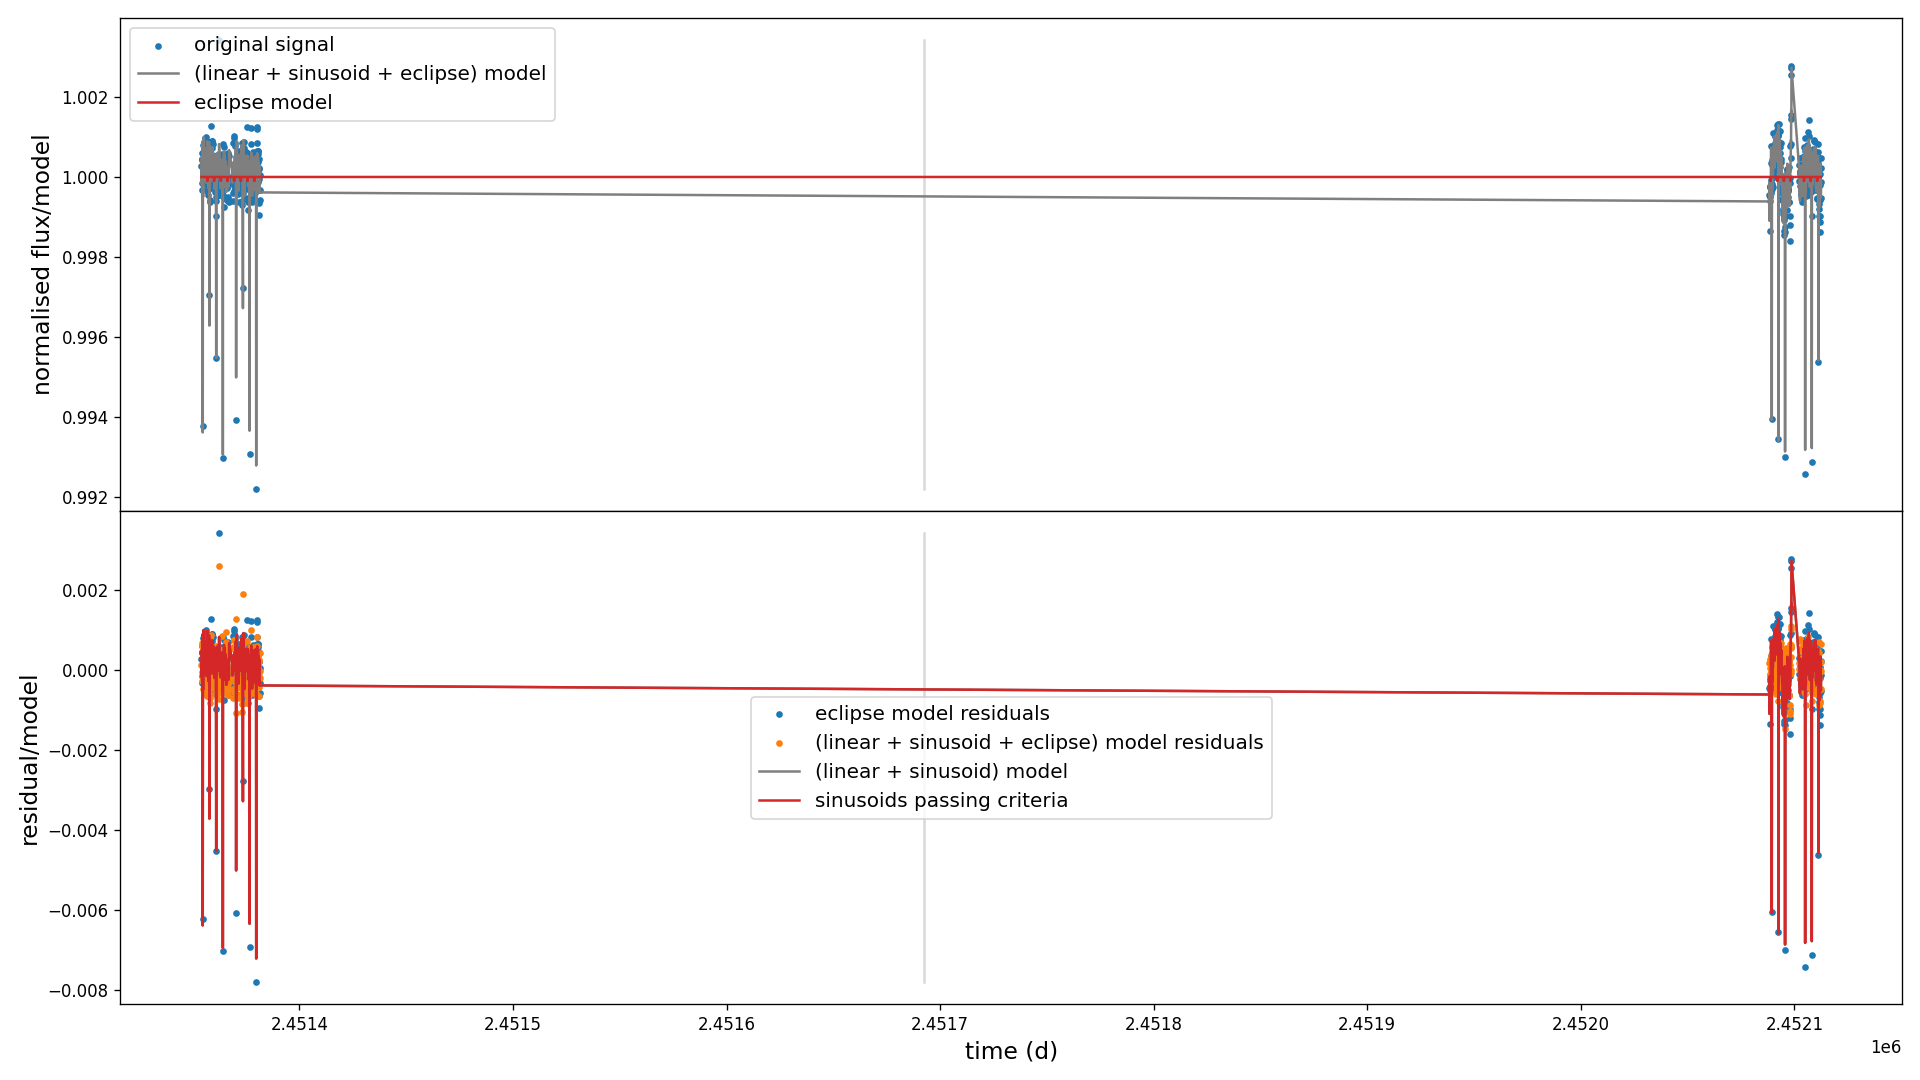 original signal
(linear + sinusoid + eclipse) model
eclipse model
normalised flux/model
1.002
1.000
0.998
0.996
0.994
0.992
eclipse model residuals
(linear + sinusoid + eclipse) model residuals
(linear + sinusoid) model
sinusoids passing criteria
residual/model
0.002
0.000
−0.002
−0.004
−0.006
−0.008
2.4514 2.4515 2.4516 2.4517 2.4518 2.4519 2.4520 2.4521
1e6
time (d)